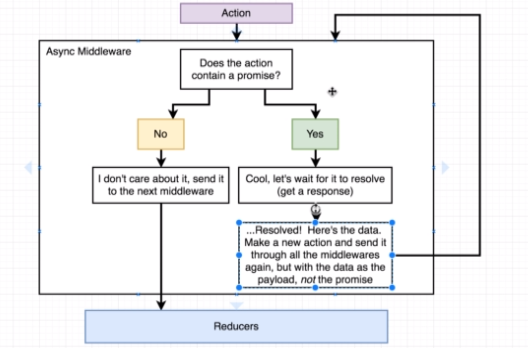 Action
Async Middleware
Does the action
contain a promise?
No
Yes
I don't care about it, send it
to the next middleware
Cool, let's wait for it to resolve
(get a response)
...Resolved!  Here's the data.
Make a new action and send it
through all the middlewares
again, but with the data as the
payload, not the promise
Reducers